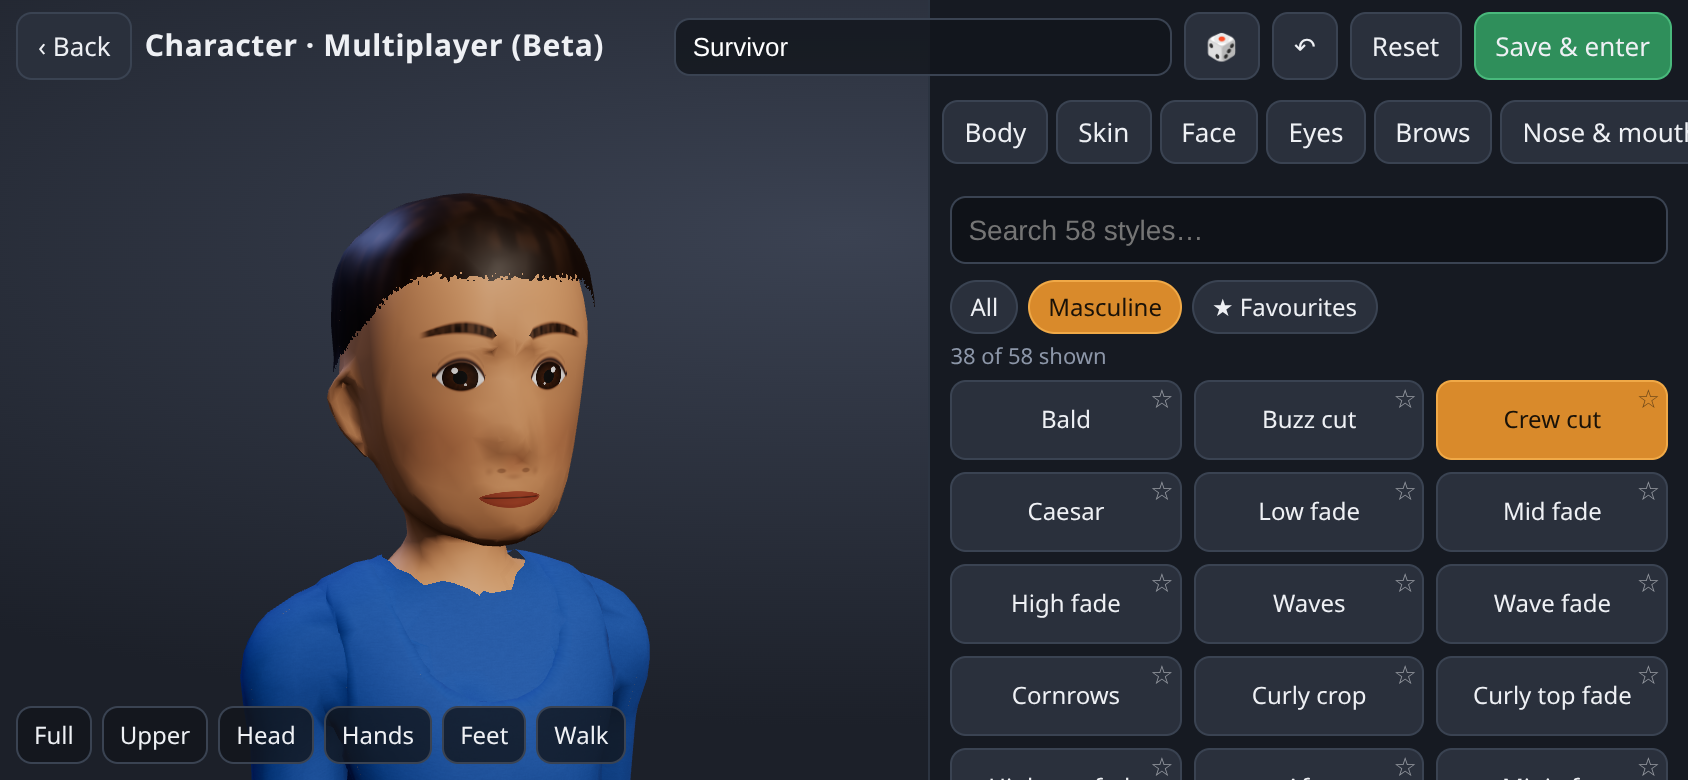 ‹ Back
Character · Multiplayer (Beta)
Survivor
Reset
Save & enter
Body
Skin
Face
Eyes
Brows
Nose & mouth
Search 58 styles...
All
Masculine
★ Favourites
38 of 58 shown
Bald
Buzz cut
Crew cut
Caesar
Low fade
Mid fade
High fade
Waves
Wave fade
Cornrows
Curly crop
Curly top fade
Full
Upper
Head
Hands
Feet
Walk